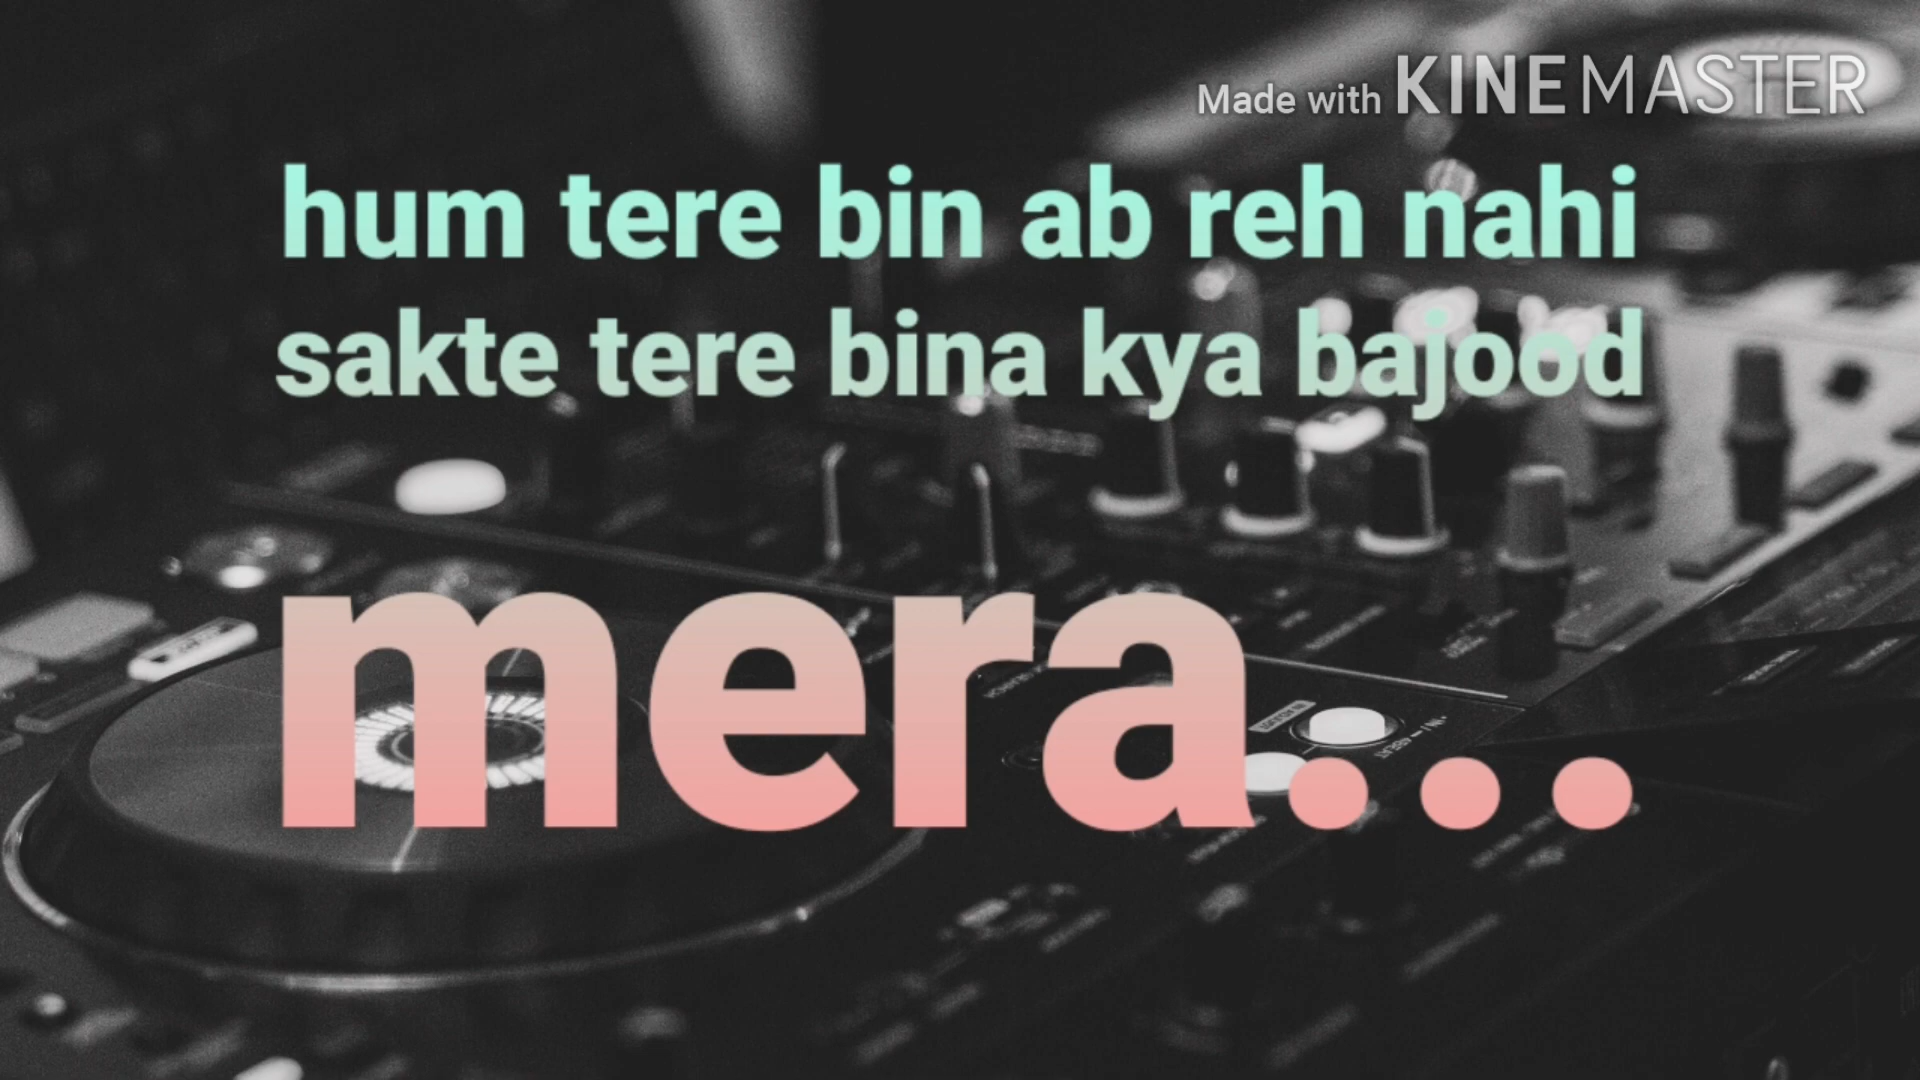 Made with KINEMASTER
hum tere bin ab reh nahi
sakte tere bina kya bajood
mera...